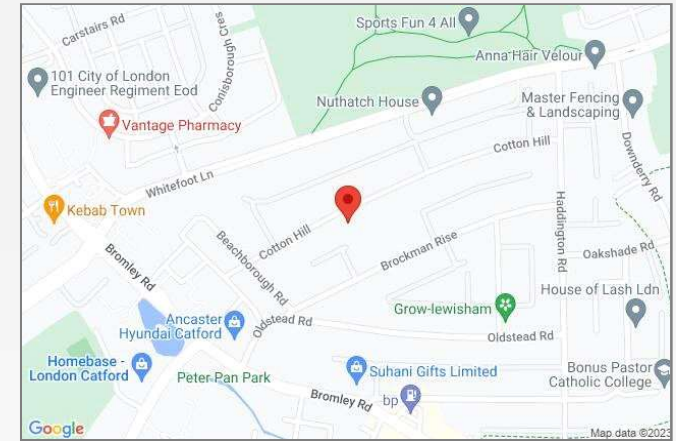 Carstairs Rd
Conisborough Cres
Sports Fun 4 All
Anna Hair Velour
101 City of London
Engineer Regiment Eod
Nuthatch House
Master Fencing
& Landscaping
Vantage Pharmacy
Cotton Hill
Downderry Rd
Whitefoot Ln
Kebab Town
Haddington Rd
Cotton Hill
Beachborough Rd
Brockman Rise
Bromley Rd
Oakshade Rd
House of Lash Ldn
Ancaster
Hyundai Catford
Oldstead Rd
Grow-lewisham
Oldstead Rd
Homebase -
London Catford
Peter Pan Park
Suhani Gifts Limited
Bonus Pastor
Catholic College
Bromley Rd
bp
Google
Map data ©2023